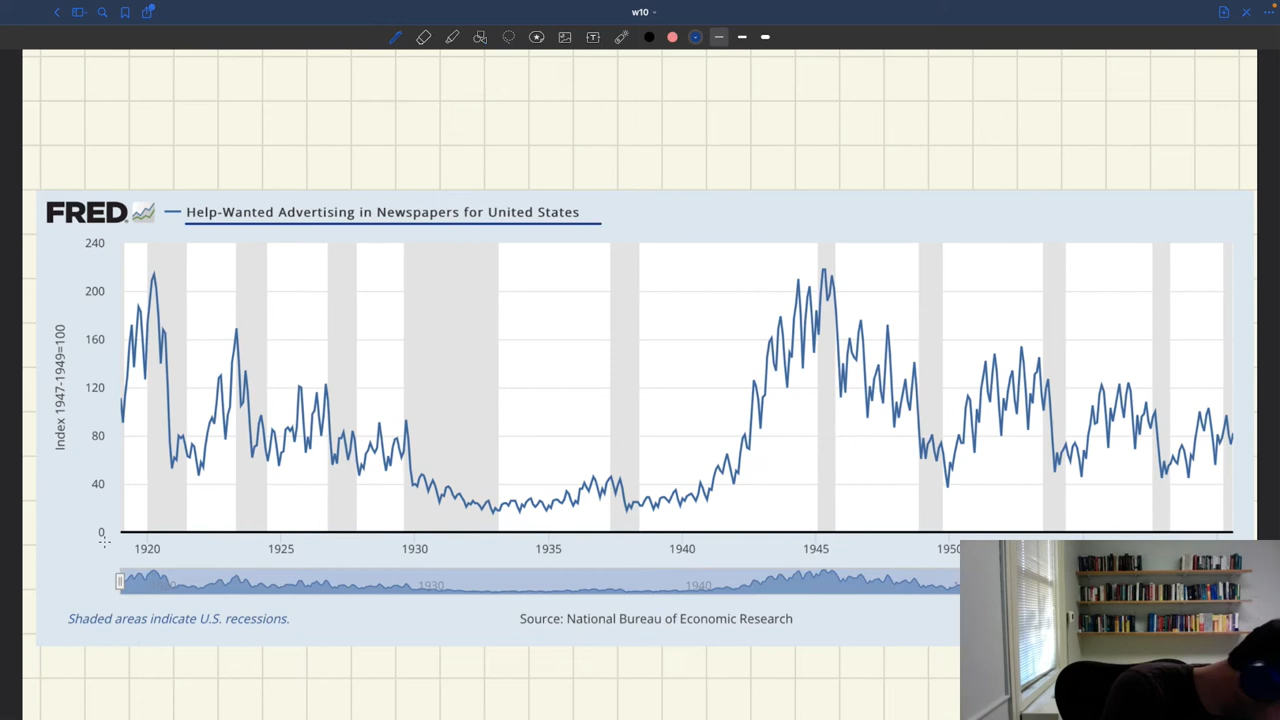 w10
FRED
Help-Wanted Advertising in Newspapers for United States
240
200
160
120
80
40
0
Index 1947-1949=100
1920 1925 1930 1935 1940 1945 1950
1930 1940
Shaded areas indicate U.S. recessions.
Source: National Bureau of Economic Research